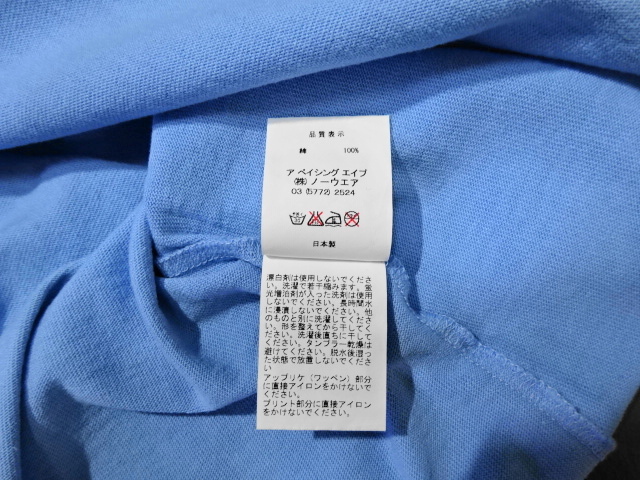 品質表示
綿 100%
ア ベイシング エイプ
(株) ノーウエア
03 (5772) 2524
日本製
漂白剤は使用しないでくださ
い。洗濯で若干縮みます。蛍
光増泊剤が入った洗剤は使用
しないでください。長時間水
に浸漬しないでください。他
のものと別に洗濯してくださ
い。形を整えてから干してく
ださい。洗濯後直ちに干して
ください。タンブラー乾燥は
避けてください。脱水後湿っ
た状態で放置しないでください
アップリケ（ワッペン）部分
に直接アイロンをかけないで
ください。
プリント部分に直接アイロン
をかけないでください。